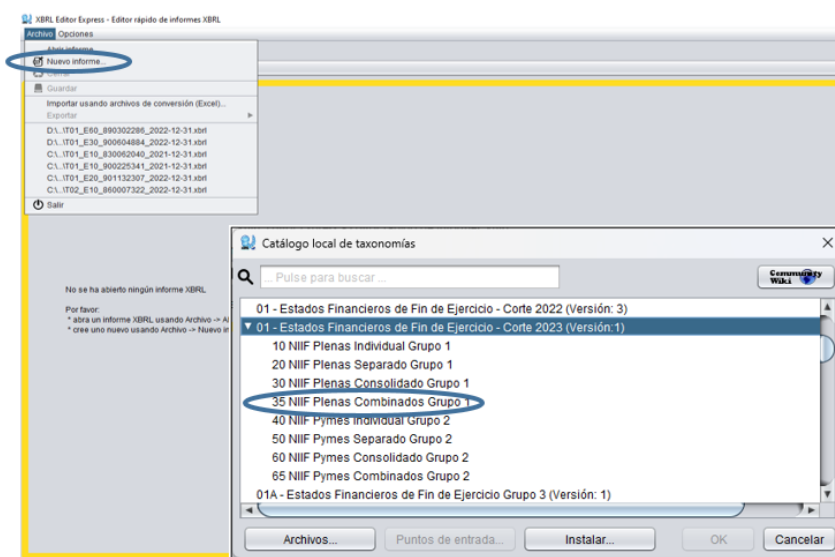 XBRL Editor Express - Editor rápido de informes XBRL
Archivo Opciones
Abrir informe...
Nuevo informe...
Cerrar
Guardar
Importar usando archivos de conversión (Excel)...
Exportar
D:\...\T01_E60_890302286_2022-12-31.xbrl
D:\...\T01_E30_900604884_2022-12-31.xbrl
C:\...\T01_E10_830062040_2021-12-31.xbrl
C:\...\T01_E10_900225341_2021-12-31.xbrl
C:\...\T01_E20_901132307_2022-12-31.xbrl
C:\...\T02_E10_860007322_2022-12-31.xbrl
Salir
No se ha abierto ningún informe XBRL
Por favor:
* abra un informe XBRL usando Archivo -> A
* cree uno nuevo usando Archivo -> Nuevo in
Catálogo local de taxonomías
... Pulse para buscar ...
Community
Wiki
01 - Estados Financieros de Fin de Ejercicio - Corte 2022 (Versión: 3)
01 - Estados Financieros de Fin de Ejercicio - Corte 2023 (Versión:1)
10 NIIF Plenas Individual Grupo 1
20 NIIF Plenas Separado Grupo 1
30 NIIF Plenas Consolidado Grupo 1
35 NIIF Plenas Combinados Grupo 1
40 NIIF Pymes Individual Grupo 2
50 NIIF Pymes Separado Grupo 2
60 NIIF Pymes Consolidado Grupo 2
65 NIIF Pymes Combinados Grupo 2
01A - Estados Financieros de Fin de Ejercicio Grupo 3 (Versión: 1)
Archivos...
Puntos de entrada...
Instalar...
OK
Cancelar